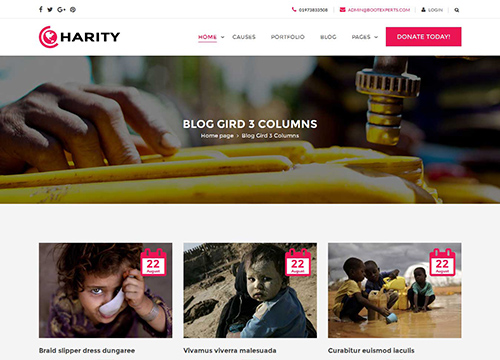 01973833508 ADMIN@BOOTEXPERTS.COM LOGIN
CHARITY
HOME CAUSES PORTFOLIO BLOG PAGES DONATE TODAY!
BLOG GIRD 3 COLUMNS
Home page > Blog Gird 3 Columns
22 August
22 August
22 August
Braid slipper dress dungaree
Vivamus viverra malesuada
Curabitur euismod iaculis